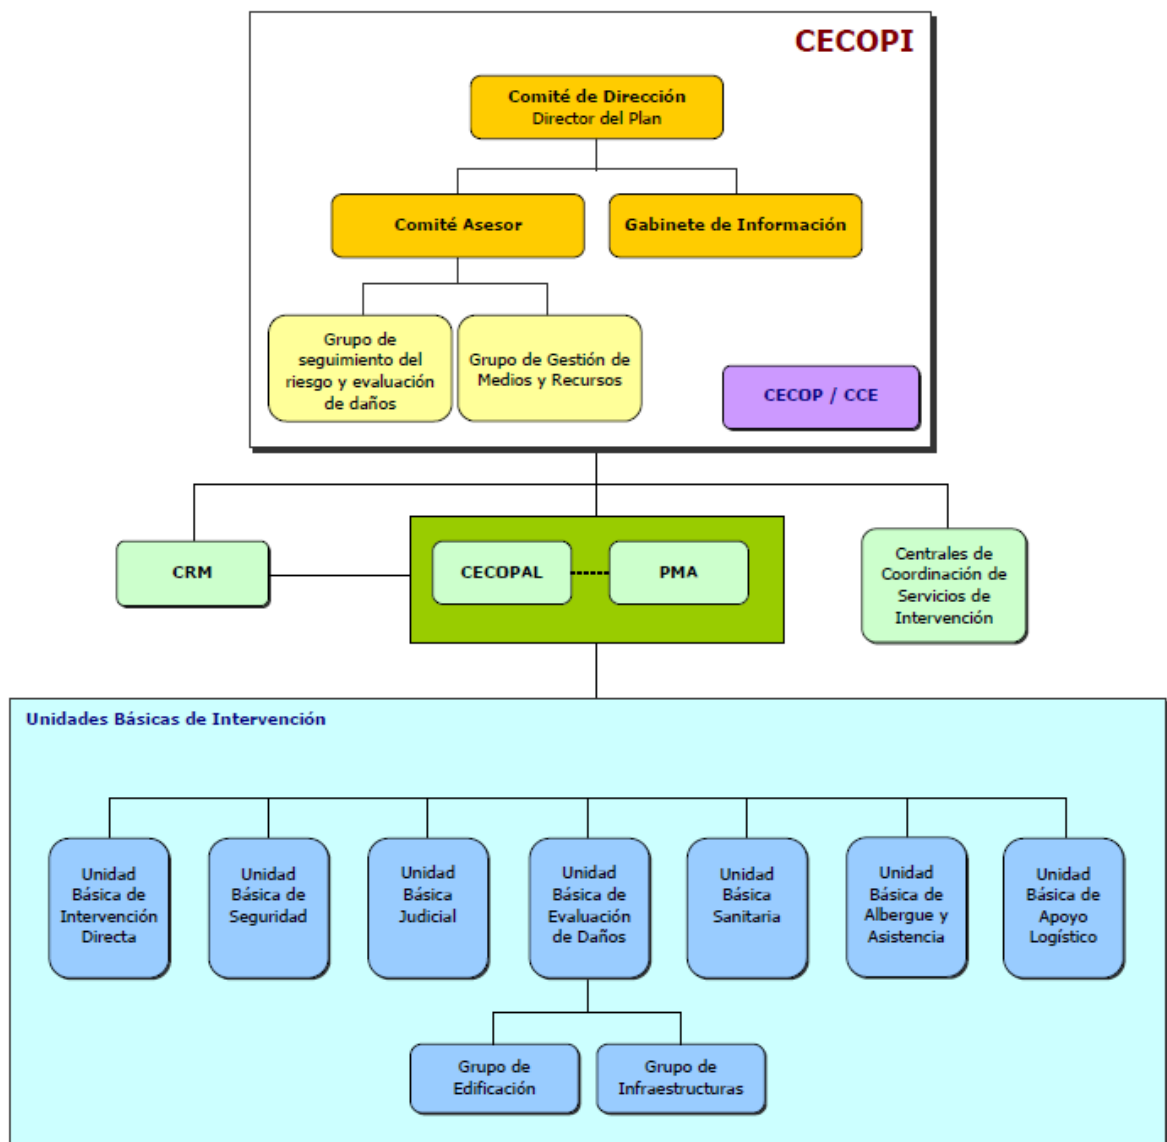 CECOPI
Comité de Dirección
Director del Plan
Comité Asesor
Gabinete de Información
Grupo de
seguimiento del
riesgo y evaluación
de daños
Grupo de Gestión de
Medios y Recursos
CECOP / CCE
CRM
CECOPAL
PMA
Centrales de
Coordinación de
Servicios de
Intervención
Unidades Básicas de Intervención
Unidad
Básica de
Intervención
Directa
Unidad
Básica de
Seguridad
Unidad
Básica
Judicial
Unidad
Básica de
Evaluación
de Daños
Unidad
Básica
Sanitaria
Unidad
Básica de
Albergue y
Asistencia
Unidad
Básica de
Apoyo
Logístico
Grupo de
Edificación
Grupo de
Infraestructuras